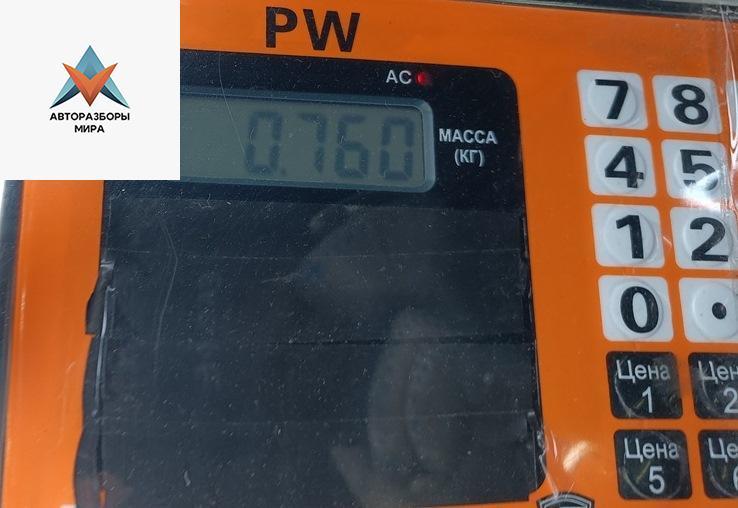 PW
АВТОРАЗБОРЫ
МИРА
AC
0.760
МАССА
(КГ)
7 8
4 5
1 2
0 .
Цена
1
2
Цена
5